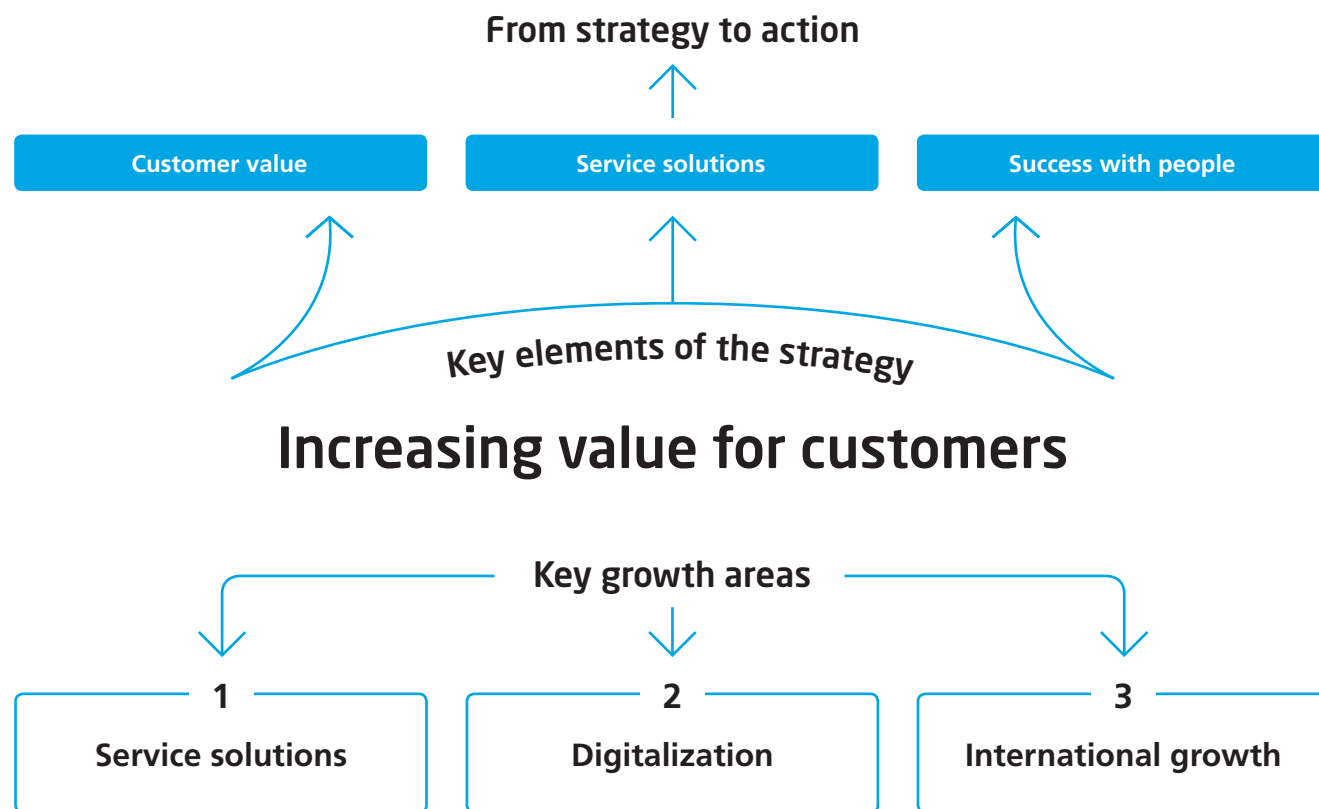 From strategy to action
Customer value
Service solutions
Success with people
Key elements of the strategy
Increasing value for customers
Key growth areas
1
Service solutions
2
Digitalization
3
International growth